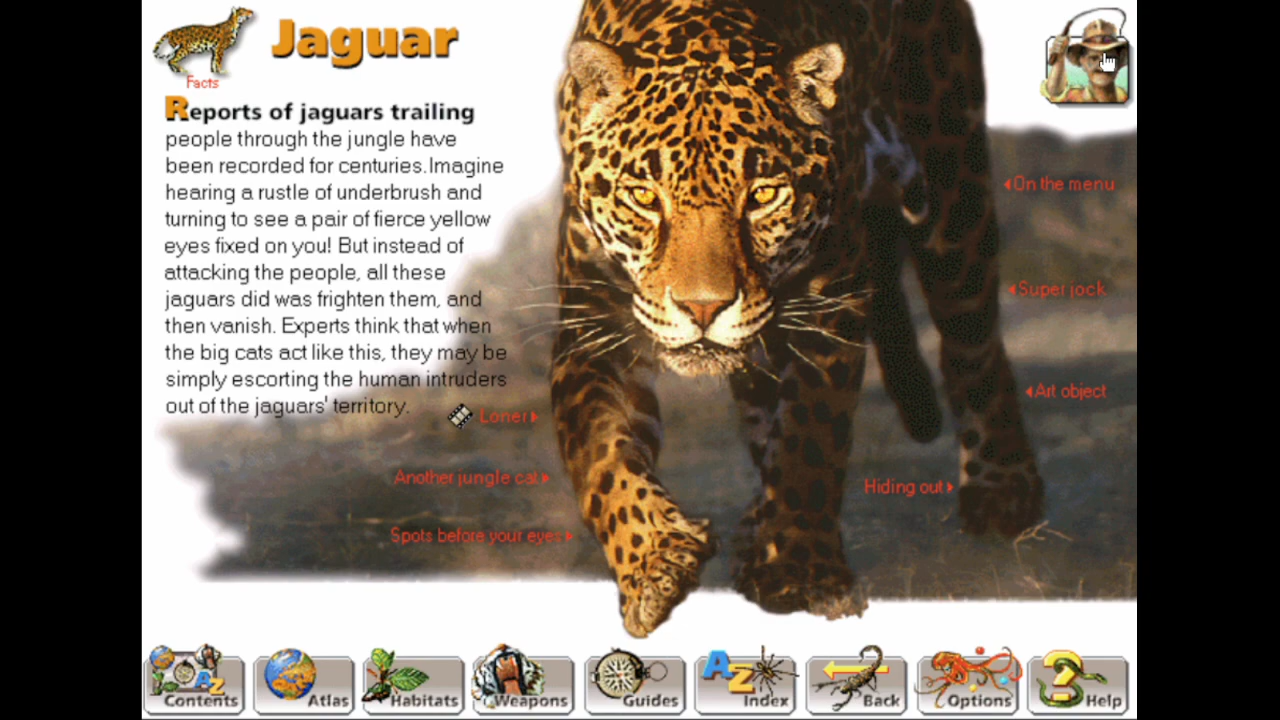 Jaguar
Facts
Reports of jaguars trailing
people through the jungle have
been recorded for centuries.Imagine
hearing a rustle of underbrush and
turning to see a pair of fierce yellow
eyes fixed on you! But instead of
attacking the people, all these
jaguars did was frighten them, and
then vanish. Experts think that when
the big cats act like this, they may be
simply escorting the human intruders
out of the jaguars' territory.
Loner
Another jungle cat
Spots before your eyes
On the menu
Super jock
Art object
Hiding out
Contents
Atlas
Habitats
Weapons
Guides
AZ
Index
Back
Options
?
Help